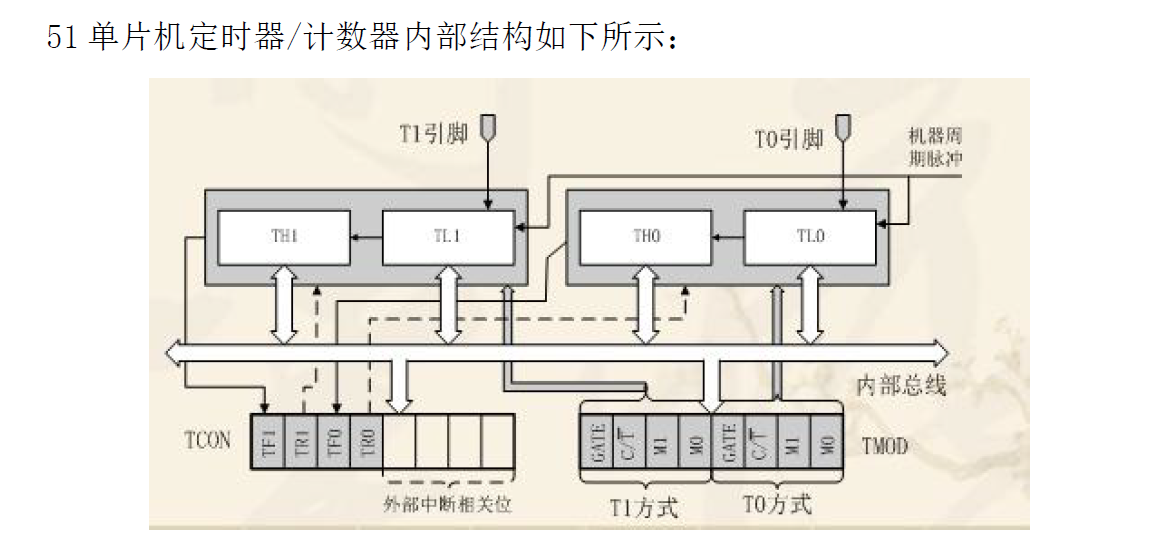 51单片机定时器/计数器内部结构如下所示：
T1引脚
T0引脚
机器周
期脉冲
TH1
TL1
TH0
TL0
内部总线
TCON
TF1
TR1
TF0
TR0
GATE
C/T̅
M1
M0
GATE
C/T̅
M1
M0
TMOD
外部中断相关位
T1方式
T0方式